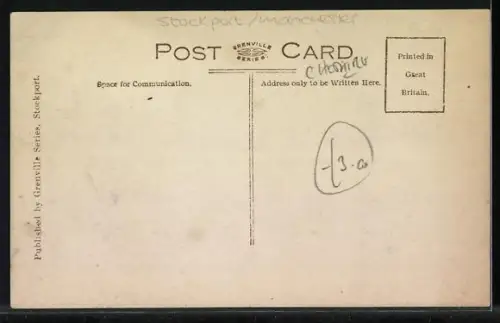 Stockport/Manchester
POST CARD
GRENVILLE
SERIES.
CHESHIRE
Space for Communication.
Address only to be Written Here.
Printed in
Great
Britain.
Published by Grenville Series, Stockport.